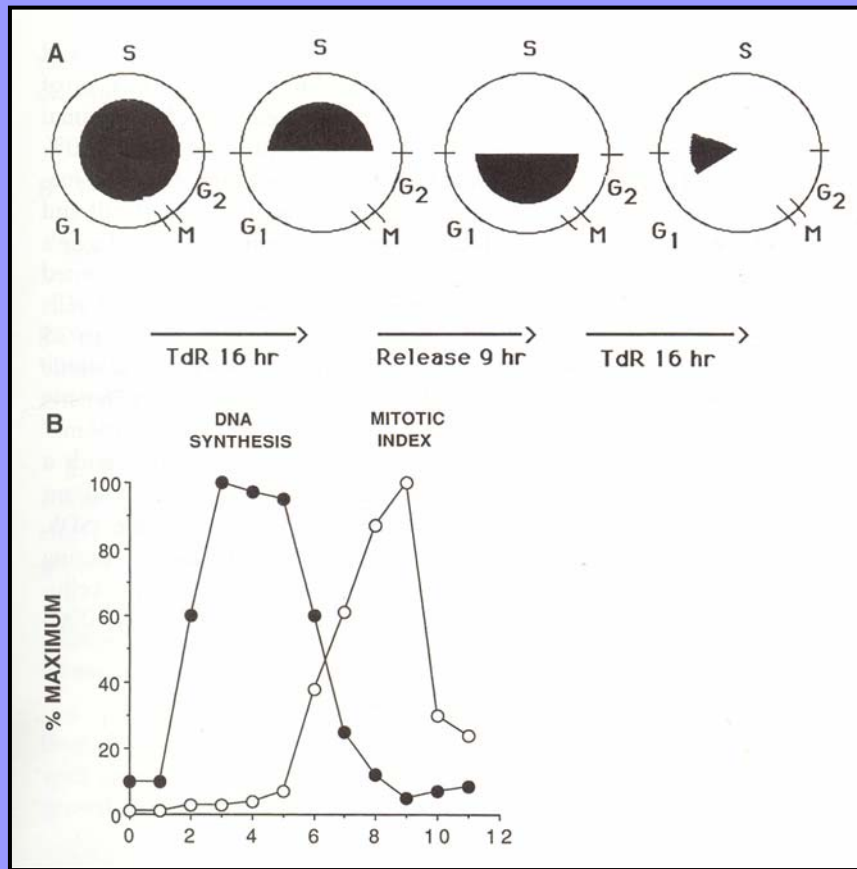 A
S
S
S
S
G2
G2
G2
G2
G1
M
G1
M
G1
M
G1
M
TdR 16 hr
Release 9 hr
TdR 16 hr
B
DNA
SYNTHESIS
MITOTIC
INDEX
% MAXIMUM
100
80
60
40
20
0
0 2 4 6 8 10 12